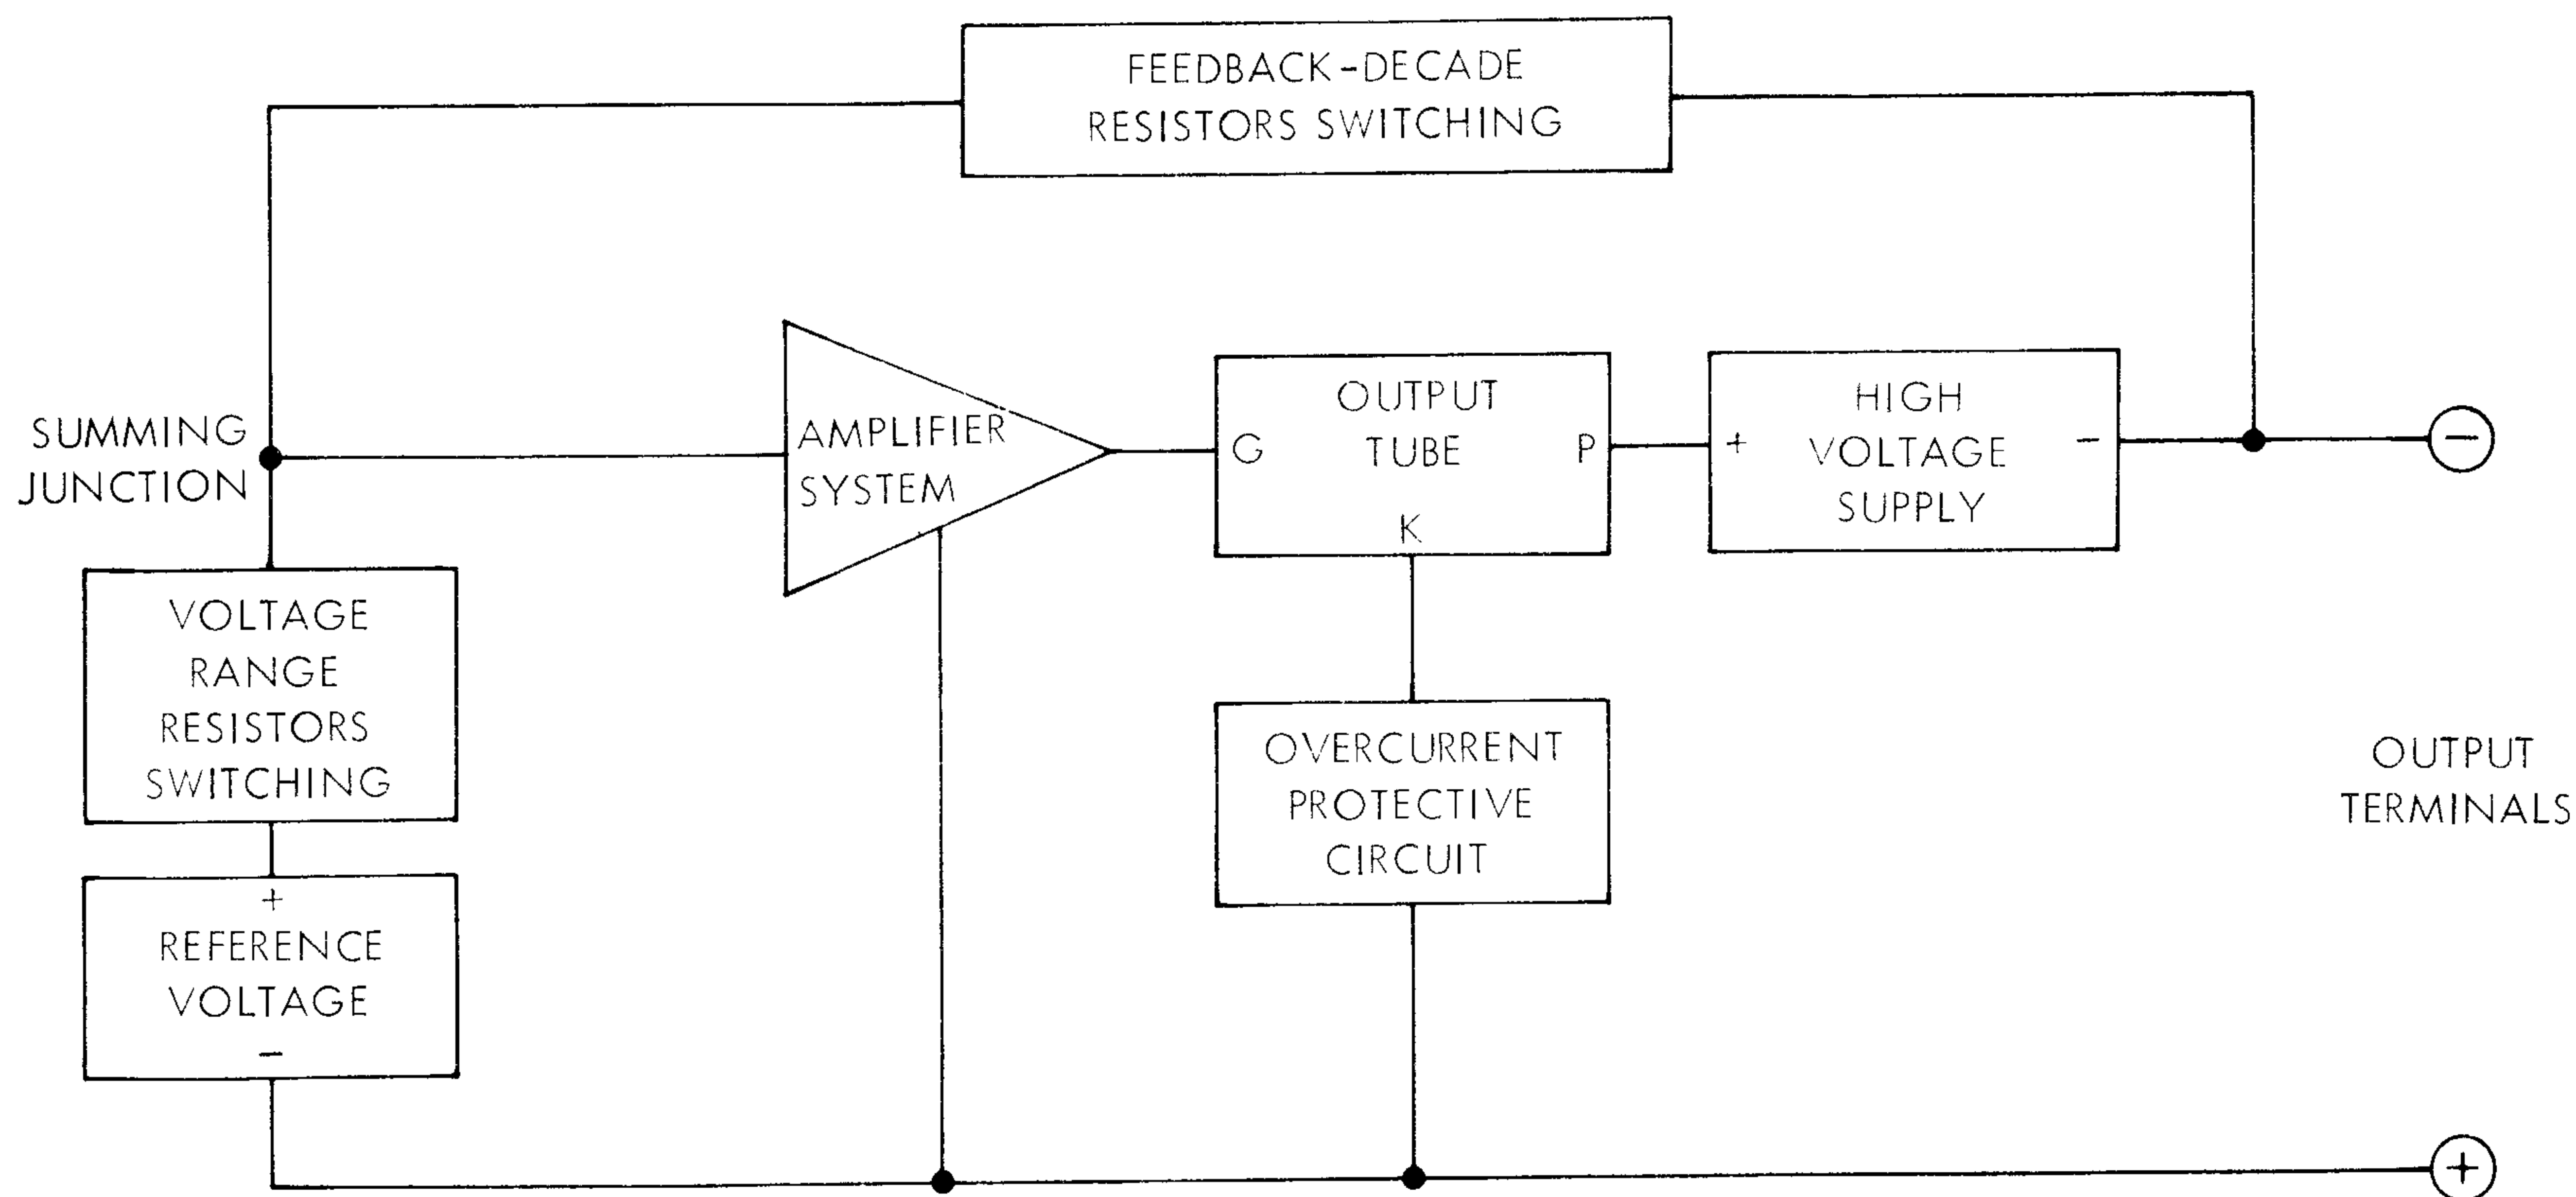 FEEDBACK-DECADE
RESISTORS SWITCHING
SUMMING
JUNCTION
AMPLIFIER
SYSTEM
OUTPUT
TUBE
G
P
K
HIGH
VOLTAGE
SUPPLY
+
−
−
VOLTAGE
RANGE
RESISTORS
SWITCHING
OVERCURRENT
PROTECTIVE
CIRCUIT
OUTPUT
TERMINALS
+
REFERENCE
VOLTAGE
−
+